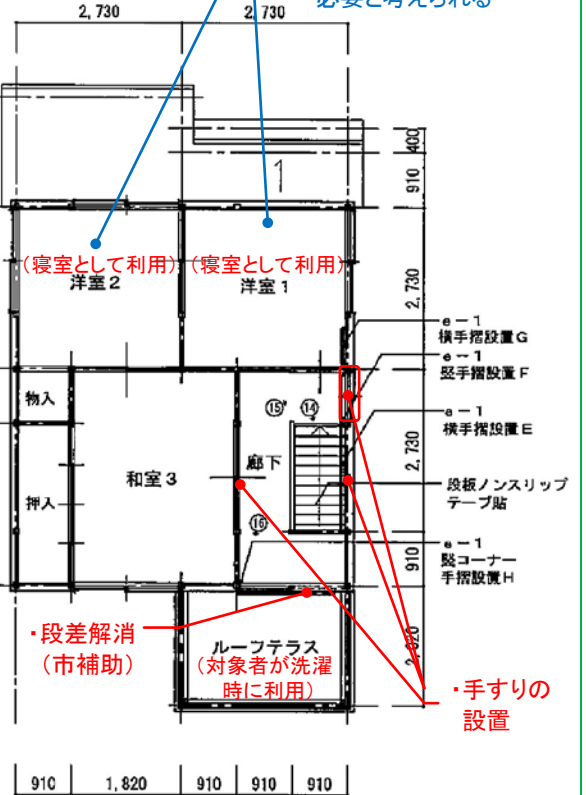 必要と考えられる
2,730
2,730
400
910
1
(寝室として利用)
(寝室として利用)
洋室2
洋室1
2,730
e-1
横手摺設置G
e-1
竪手摺設置F
物入
⑮
⑭
a-1
横手摺設置E
2,730
廊下
和室3
押入
段板ノンスリップ
テープ貼
⑯
910
e-1
竪コーナー
手摺設置H
・段差解消
(市補助)
ルーフテラス
(対象者が洗濯
時に利用)
・手すりの
設置
910
1,820
910
910
910